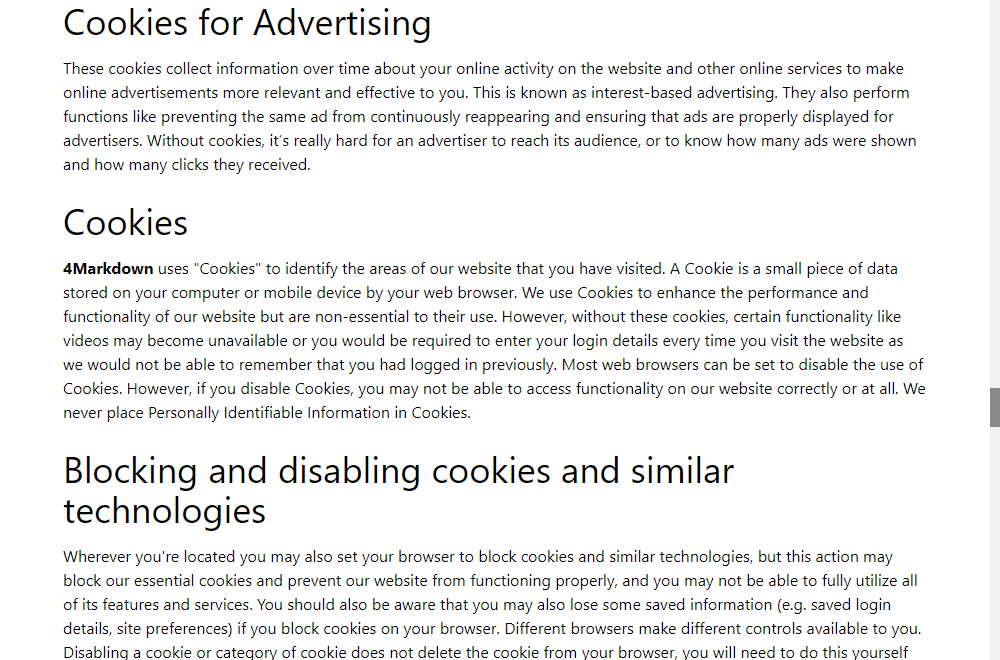 Cookies for Advertising
These cookies collect information over time about your online activity on the website and other online services to make
online advertisements more relevant and effective to you. This is known as interest-based advertising. They also perform
functions like preventing the same ad from continuously reappearing and ensuring that ads are properly displayed for
advertisers. Without cookies, it's really hard for an advertiser to reach its audience, or to know how many ads were shown
and how many clicks they received.
Cookies
4Markdown uses "Cookies" to identify the areas of our website that you have visited. A Cookie is a small piece of data
stored on your computer or mobile device by your web browser. We use Cookies to enhance the performance and
functionality of our website but are non-essential to their use. However, without these cookies, certain functionality like
videos may become unavailable or you would be required to enter your login details every time you visit the website as
we would not be able to remember that you had logged in previously. Most web browsers can be set to disable the use of
Cookies. However, if you disable Cookies, you may not be able to access functionality on our website correctly or at all. We
never place Personally Identifiable Information in Cookies.
Blocking and disabling cookies and similar
technologies
Wherever you're located you may also set your browser to block cookies and similar technologies, but this action may
block our essential cookies and prevent our website from functioning properly, and you may not be able to fully utilize all
of its features and services. You should also be aware that you may also lose some saved information (e.g. saved login
details, site preferences) if you block cookies on your browser. Different browsers make different controls available to you.
Disabling a cookie or category of cookie does not delete the cookie from your browser, you will need to do this yourself